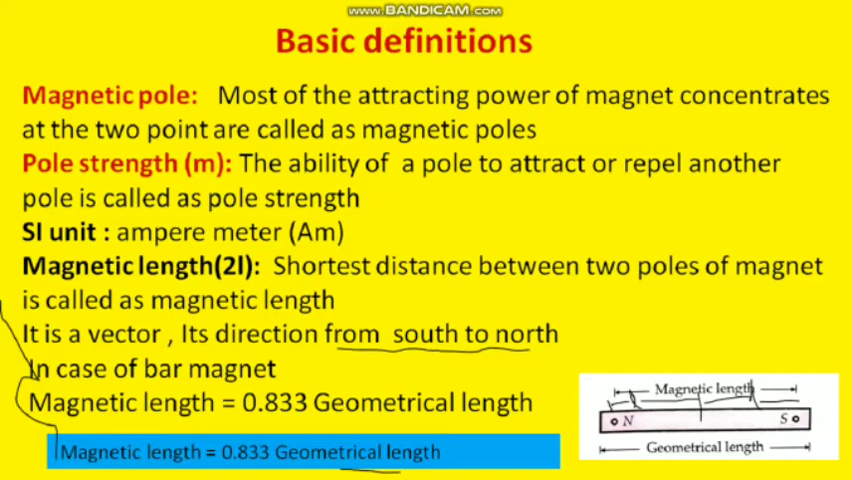 www.BANDICAM.com
Basic definitions
Magnetic pole: Most of the attracting power of magnet concentrates
at the two point are called as magnetic poles
Pole strength (m): The ability of a pole to attract or repel another
pole is called as pole strength
SI unit : ampere meter (Am)
Magnetic length(2l): Shortest distance between two poles of magnet
is called as magnetic length
It is a vector , Its direction from south to north
In case of bar magnet
Magnetic length = 0.833 Geometrical length
Magnetic length = 0.833 Geometrical length
Magnetic length
N S
Geometrical length